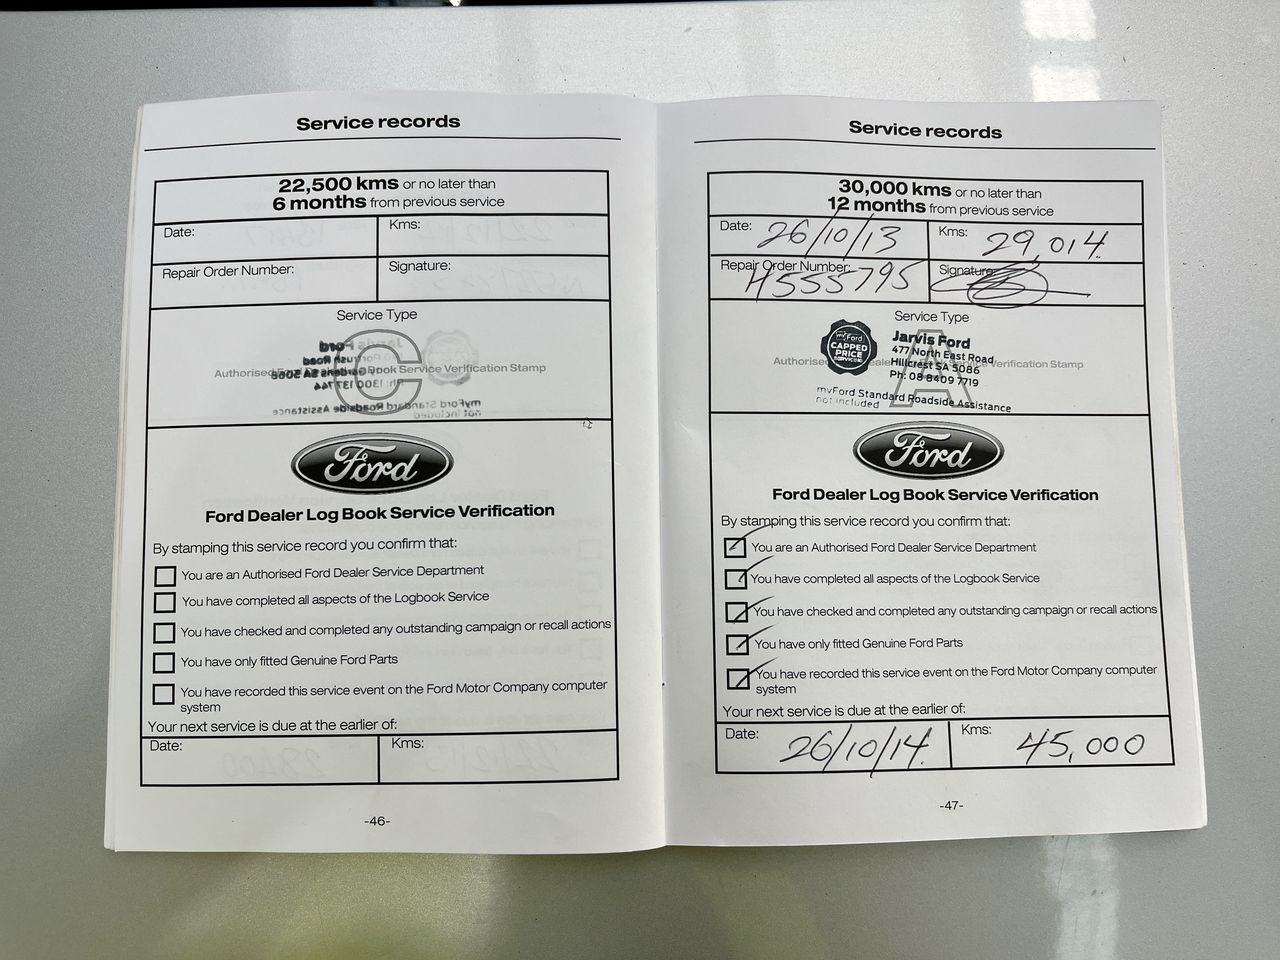 Service records
22,500 kms or no later than
6 months from previous service
Date:
Kms:
Repair Order Number:
Signature:
Service Type
C
Authorised Book Service Verification Stamp
Ford
Ford Dealer Log Book Service Verification
By stamping this service record you confirm that:
You are an Authorised Ford Dealer Service Department
You have completed all aspects of the Logbook Service
You have checked and completed any outstanding campaign or recall actions
You have only fitted Genuine Ford Parts
You have recorded this service event on the Ford Motor Company computer
system
Your next service is due at the earlier of:
Date:
Kms:
-46-
Service records
30,000 kms or no later than
12 months from previous service
Date: 26/10/13
Kms: 29,014
Repair Order Number: H555795
Signature:
Service Type
A
Authorised Dealer Verification Stamp
myFord
CAPPED
PRICE
SERVICING
Jarvis Ford
477 North East Road
Hillcrest SA 5086
Ph: 08 8409 7719
myFord Standard Roadside Assistance
not included
Ford
Ford Dealer Log Book Service Verification
By stamping this service record you confirm that:
You are an Authorised Ford Dealer Service Department
You have completed all aspects of the Logbook Service
You have checked and completed any outstanding campaign or recall actions
You have only fitted Genuine Ford Parts
You have recorded this service event on the Ford Motor Company computer
system
Your next service is due at the earlier of:
Date: 26/10/14
Kms: 45,000
-47-